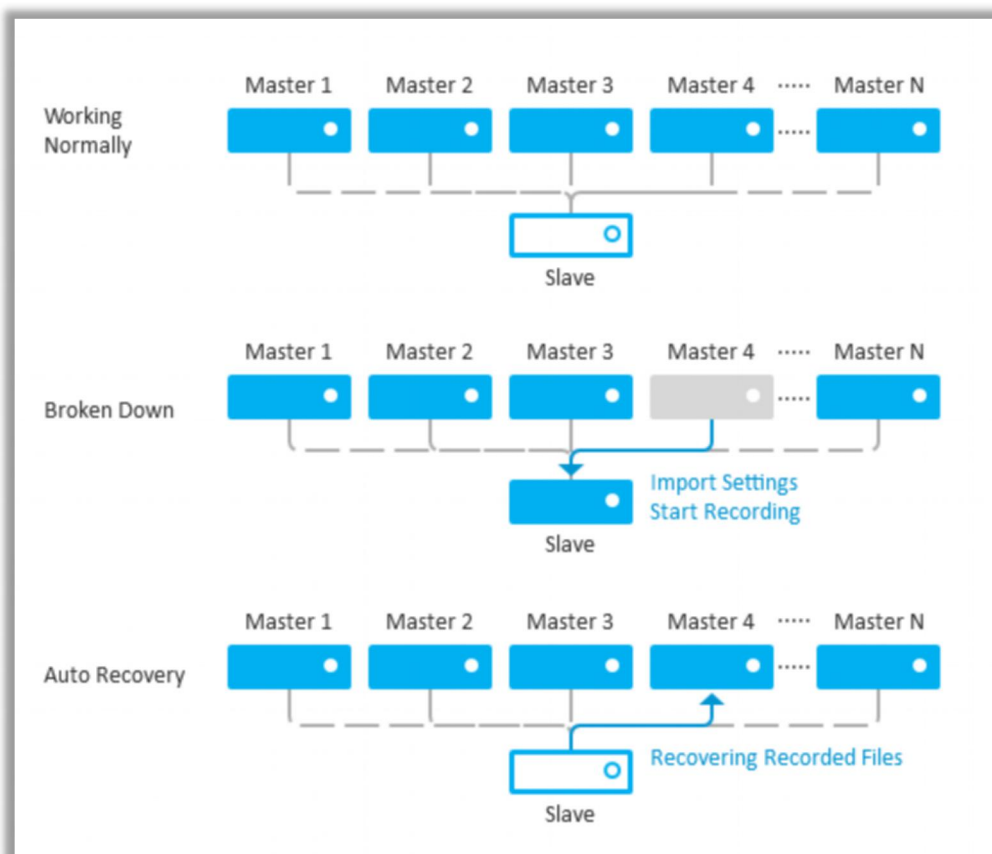 Master 1 Master 2 Master 3 Master 4 ····· Master N
Working
Normally
·····
Slave
Master 1 Master 2 Master 3 Master 4 ····· Master N
Broken Down
·····
Import Settings
Start Recording
Slave
Master 1 Master 2 Master 3 Master 4 ····· Master N
Auto Recovery
·····
Recovering Recorded Files
Slave